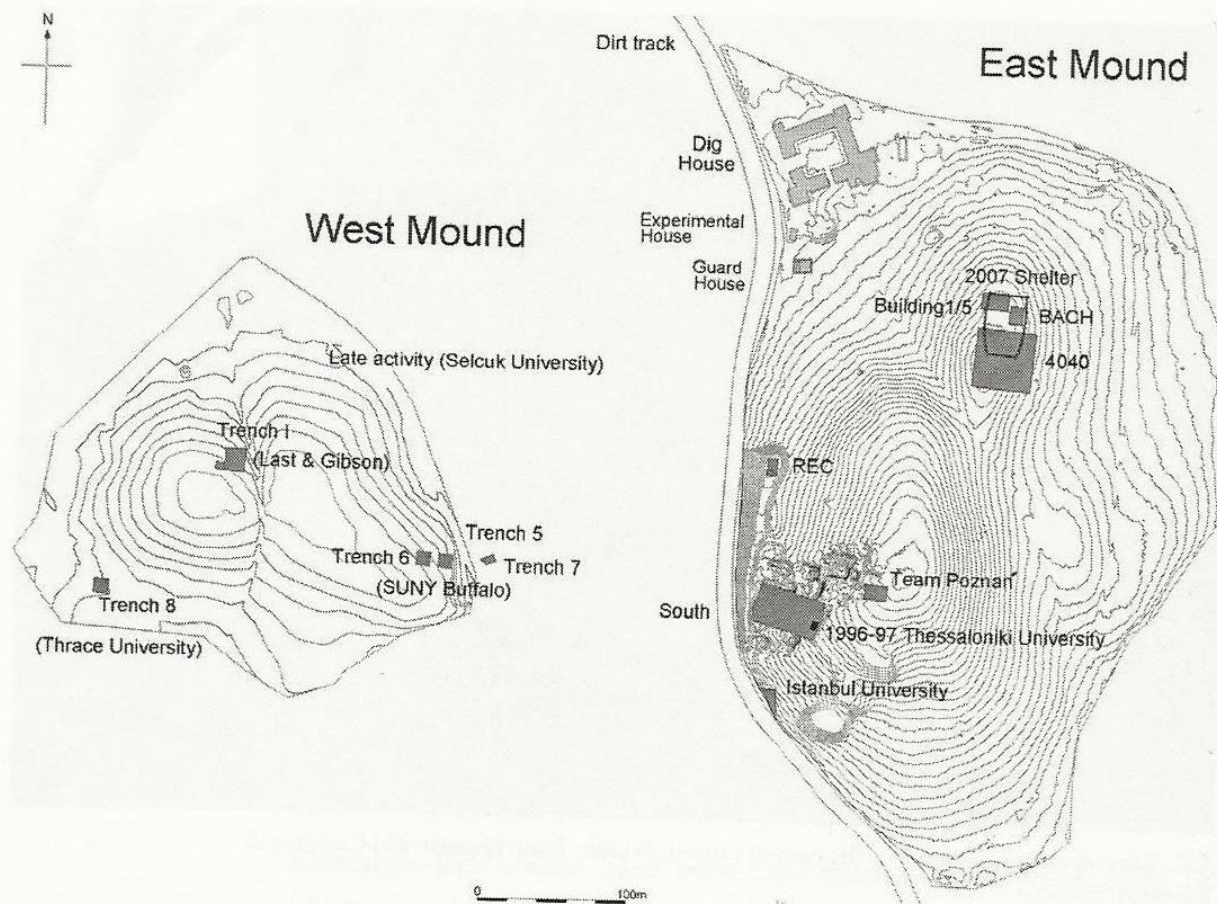 N
Dirt track
East Mound
Dig
House
West Mound
Experimental
House
Guard
House
2007 Shelter
Building1/5
BACH
4040
Late activity (Selcuk University)
Trench I
(Last & Gibson)
REC
Trench 5
Trench 6
Trench 7
(SUNY Buffalo)
Trench 8
(Thrace University)
Team Poznań
South
1996-97 Thessaloniki University
Istanbul University
0
100m